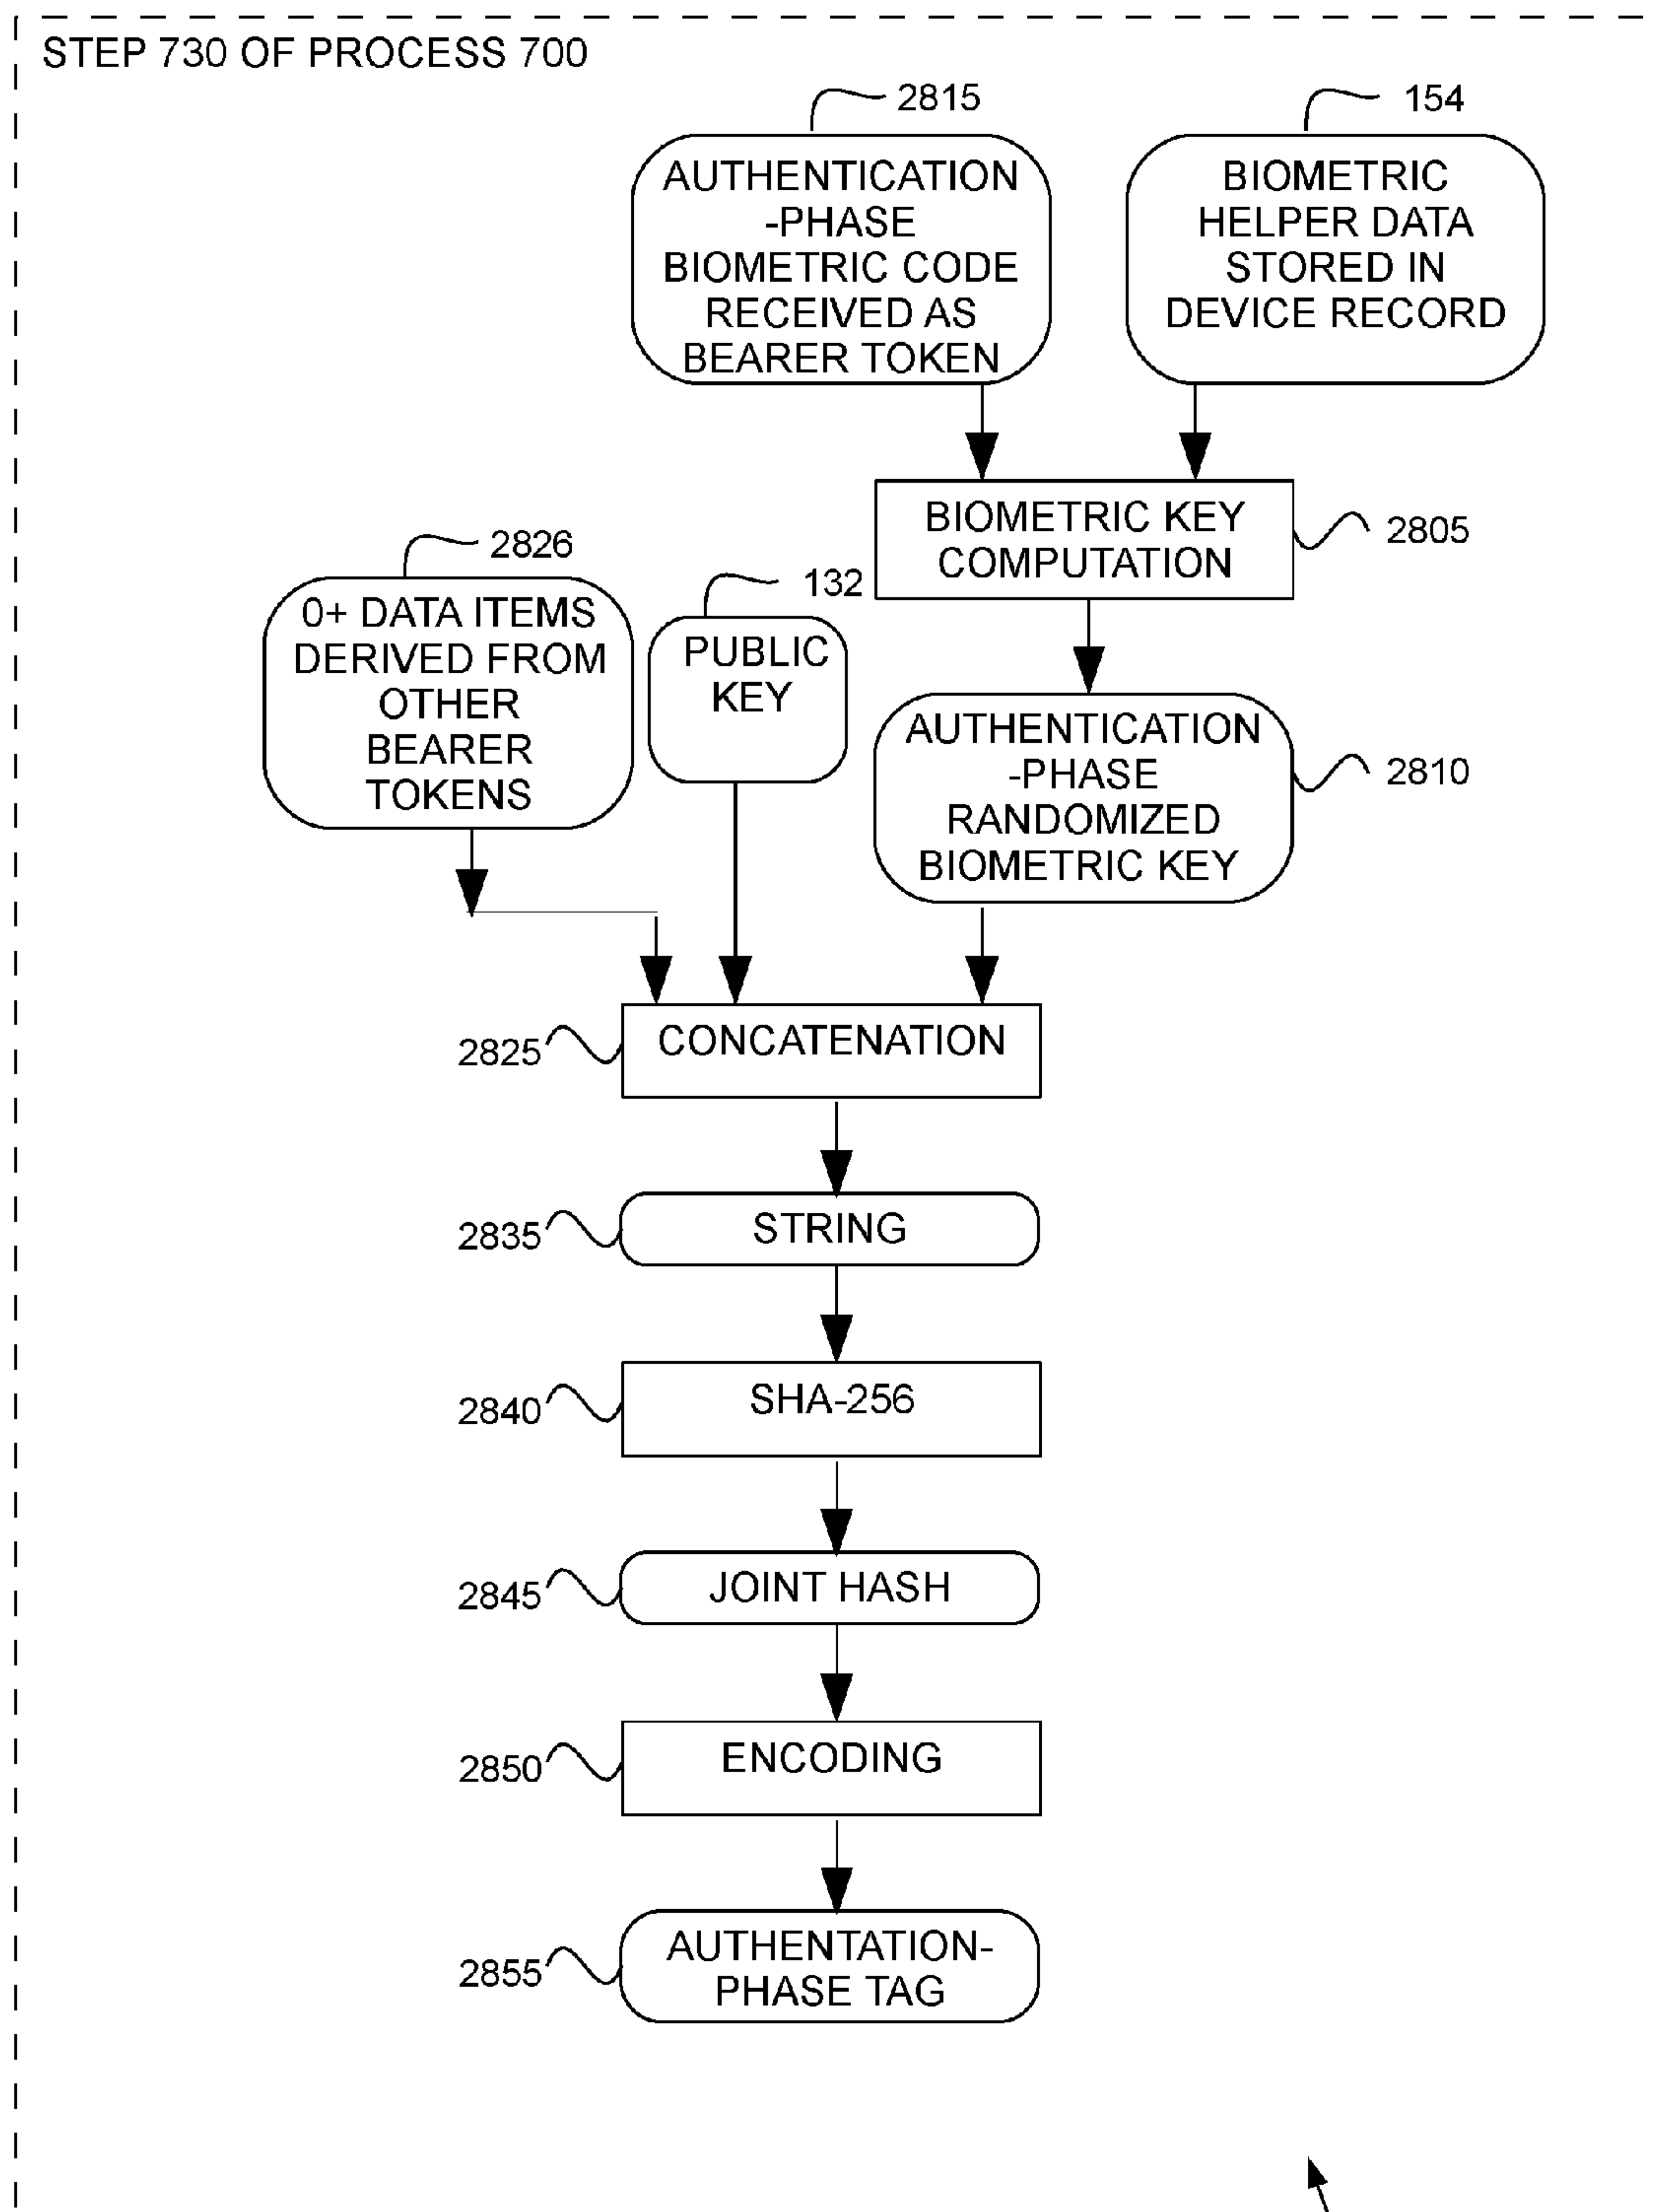 STEP 730 OF PROCESS 700
2815
AUTHENTICATION
-PHASE
BIOMETRIC CODE
RECEIVED AS
BEARER TOKEN
154
BIOMETRIC
HELPER DATA
STORED IN
DEVICE RECORD
BIOMETRIC KEY
COMPUTATION
2805
2826
0+ DATA ITEMS
DERIVED FROM
OTHER
BEARER
TOKENS
132
PUBLIC
KEY
AUTHENTICATION
-PHASE
RANDOMIZED
BIOMETRIC KEY
2810
2825
CONCATENATION
2835
STRING
2840
SHA-256
2845
JOINT HASH
2850
ENCODING
2855
AUTHENTATION-
PHASE TAG